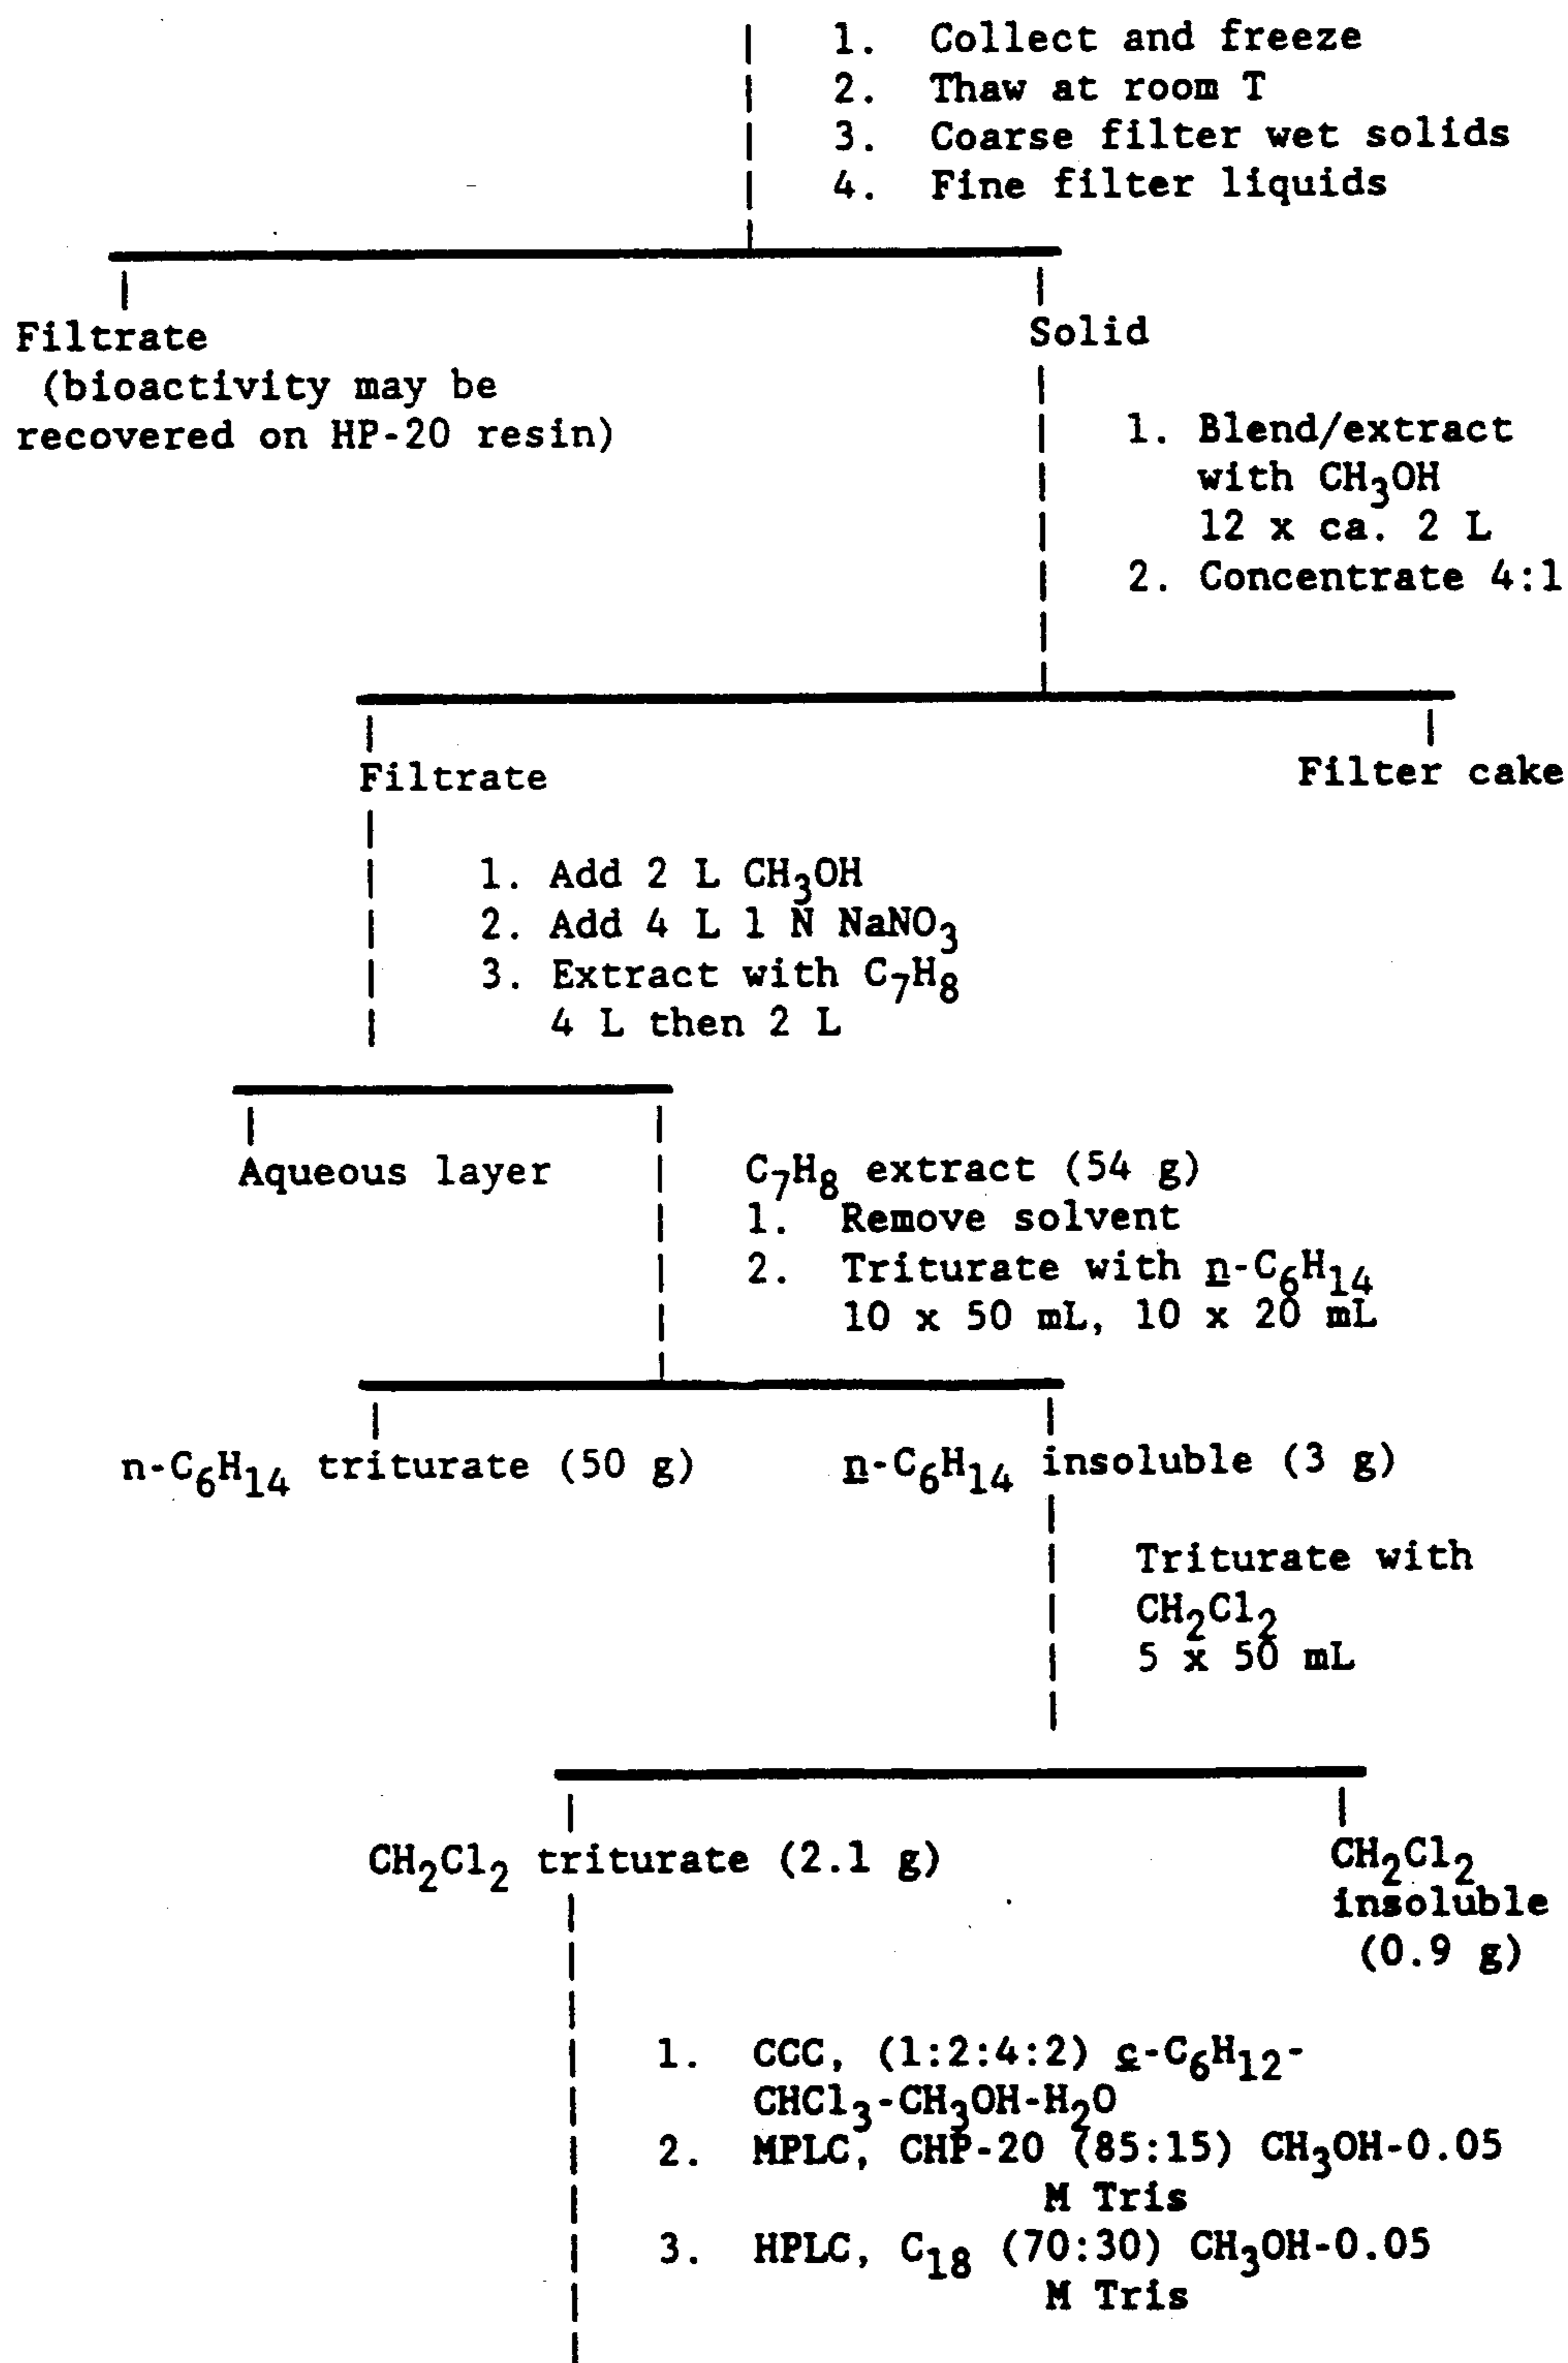 1. Collect and freeze
2. Thaw at room T
3. Coarse filter wet solids
4. Fine filter liquids
Filtrate
(bioactivity may be
recovered on HP-20 resin)
Solid
1. Blend/extract
with CH3OH
12 x ca. 2 L
2. Concentrate 4:1
Filtrate
Filter cake
1. Add 2 L CH3OH
2. Add 4 L 1 N NaNO3
3. Extract with C7H8
4 L then 2 L
Aqueous layer
C7H8 extract (54 g)
1. Remove solvent
2. Triturate with n-C6H14
10 x 50 mL, 10 x 20 mL
n-C6H14 triturate (50 g)
n-C6H14 insoluble (3 g)
Triturate with
CH2Cl2
5 x 50 mL
CH2Cl2 triturate (2.1 g)
CH2Cl2
insoluble
(0.9 g)
1. CCC, (1:2:4:2) c-C6H12-
CHCl3-CH3OH-H2O
2. MPLC, CHP-20 (85:15) CH3OH-0.05
M Tris
3. HPLC, C18 (70:30) CH3OH-0.05
M Tris